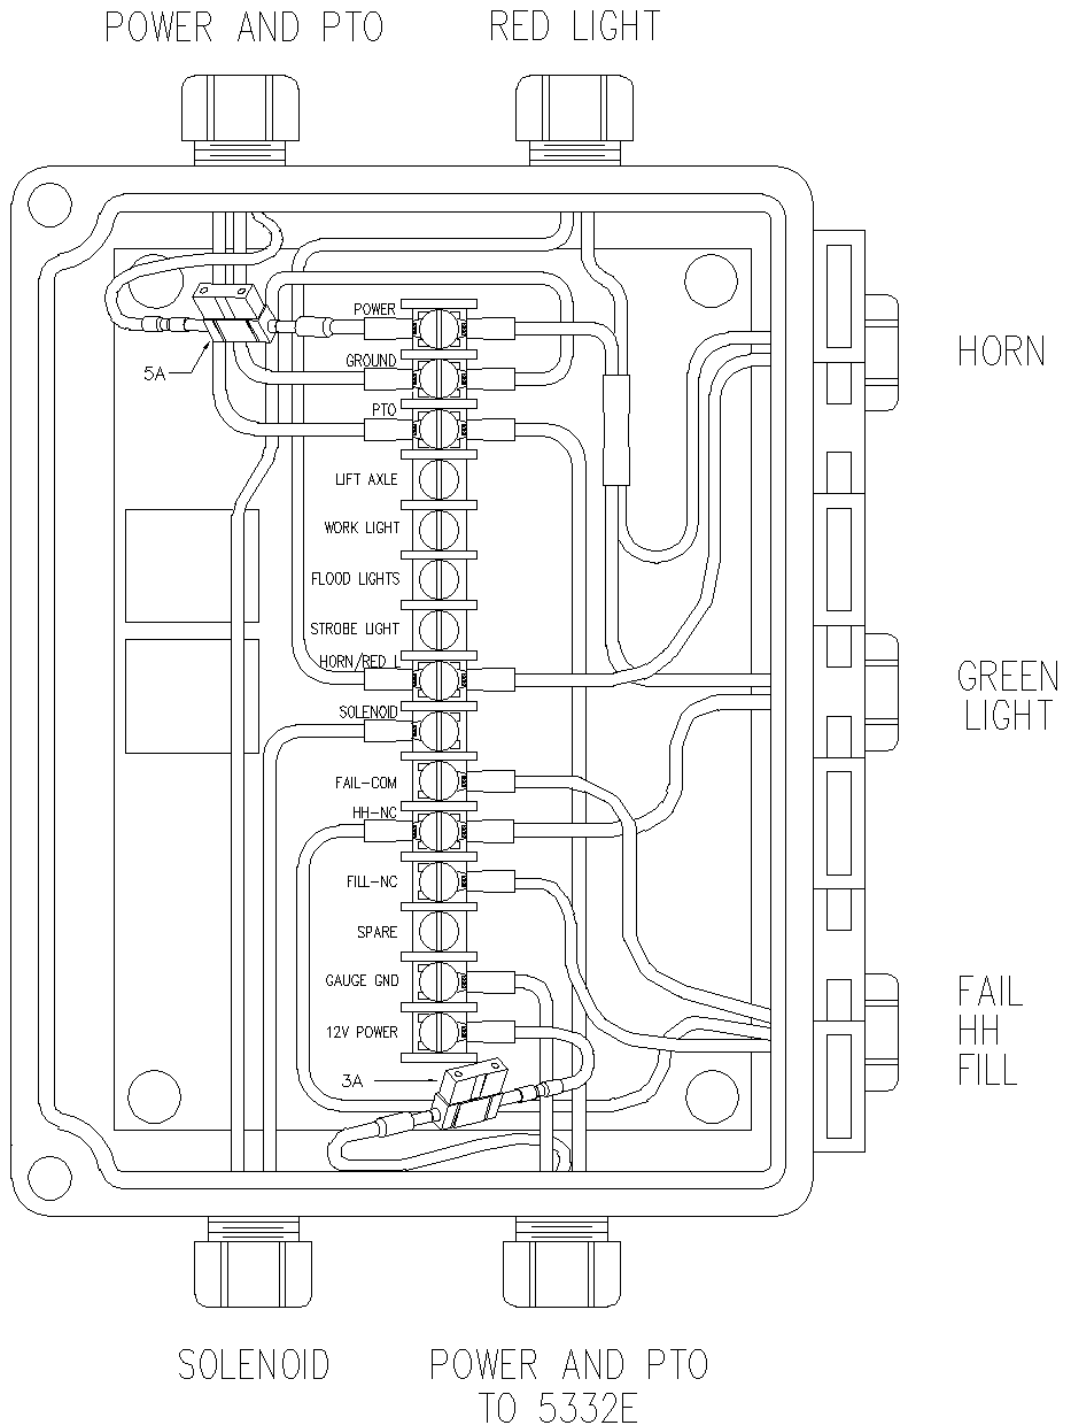 POWER AND PTO
RED LIGHT
POWER
GROUND
5A
PTO
LIFT AXLE
WORK LIGHT
FLOOD LIGHTS
STROBE LIGHT
HORN/RED L
SOLENOID
FAIL-COM
HH-NC
FILL-NC
SPARE
GAUGE GND
12V POWER
3A
HORN
GREEN
LIGHT
FAIL
HH
FILL
SOLENOID
POWER AND PTO
TO 5332E